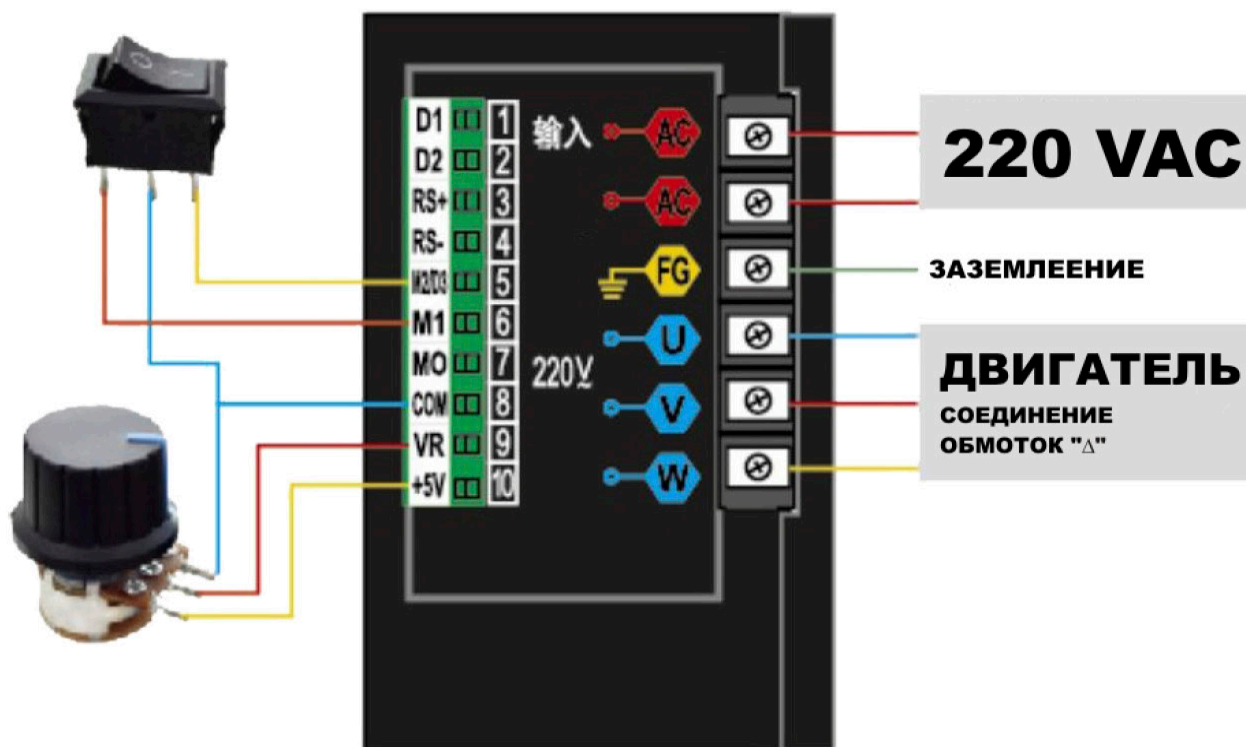 D1 1
D2 2
RS+ 3
RS- 4
M2/D3 5
M1 6
MO 7
COM 8
VR 9
+5V 10
输入
AC
AC
FG
U
220V
V
W
220 VAC
ЗАЗЕМЛЕЕНИЕ
ДВИГАТЕЛЬ
СОЕДИНЕНИЕ
ОБМОТОК "Δ"